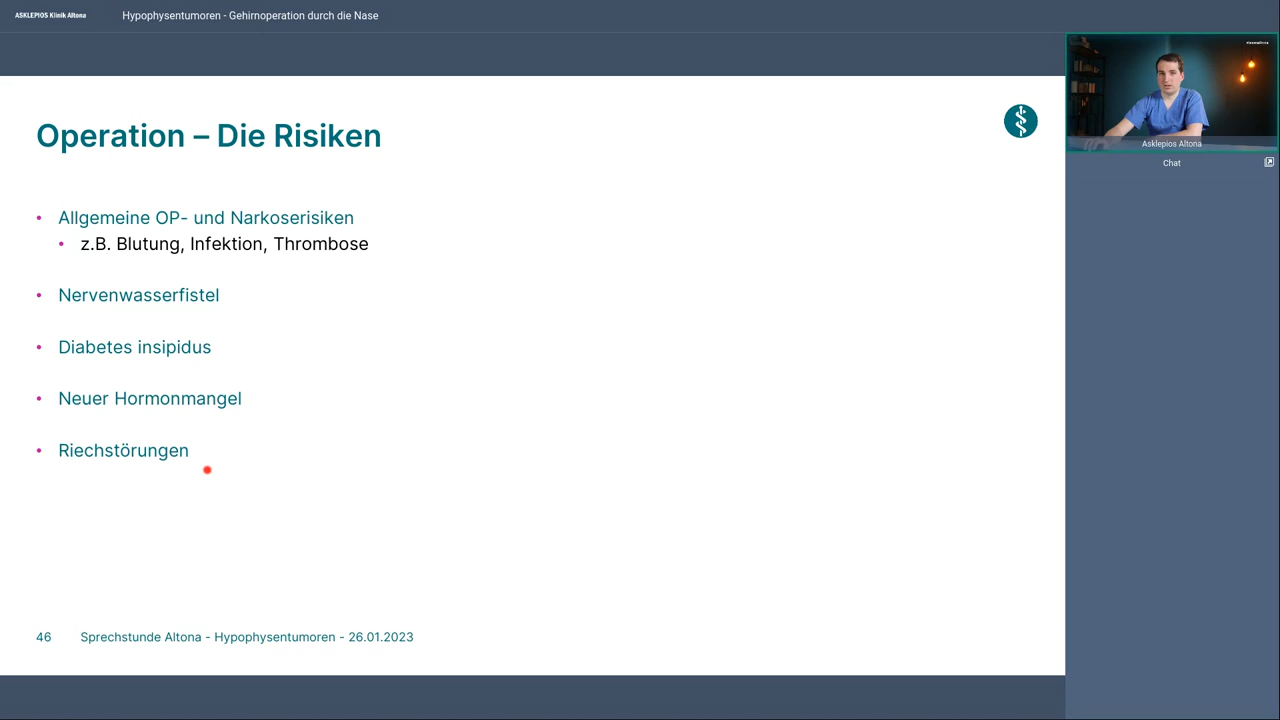 ASKLEPIOS Klinik Altona
Hypophysentumoren - Gehirnoperation durch die Nase
Operation – Die Risiken
• Allgemeine OP- und Narkoserisiken
• z.B. Blutung, Infektion, Thrombose
• Nervenwasserfistel
• Diabetes insipidus
• Neuer Hormonmangel
• Riechstörungen
46 Sprechstunde Altona - Hypophysentumoren - 26.01.2023
Asklepios Altona
Chat